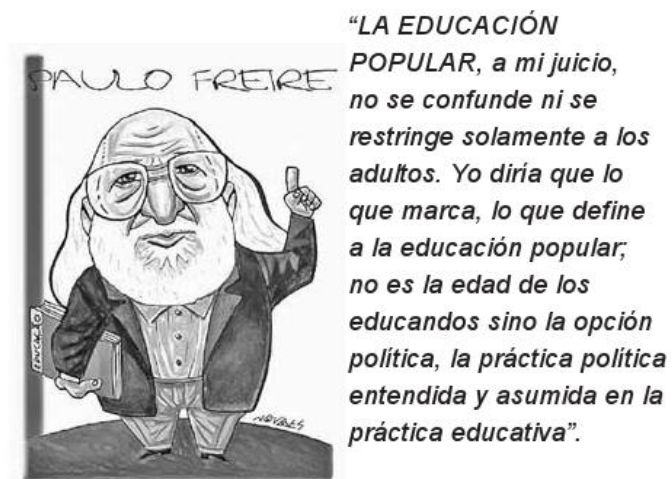 PAULO FREIRE
“LA EDUCACIÓN
POPULAR, a mi juicio,
no se confunde ni se
restringe solamente a los
adultos. Yo diría que lo
que marca, lo que define
a la educación popular;
no es la edad de los
educandos sino la opción
política, la práctica política
entendida y asumida en la
práctica educativa”.
EDUCAÇÃO
NOVAES